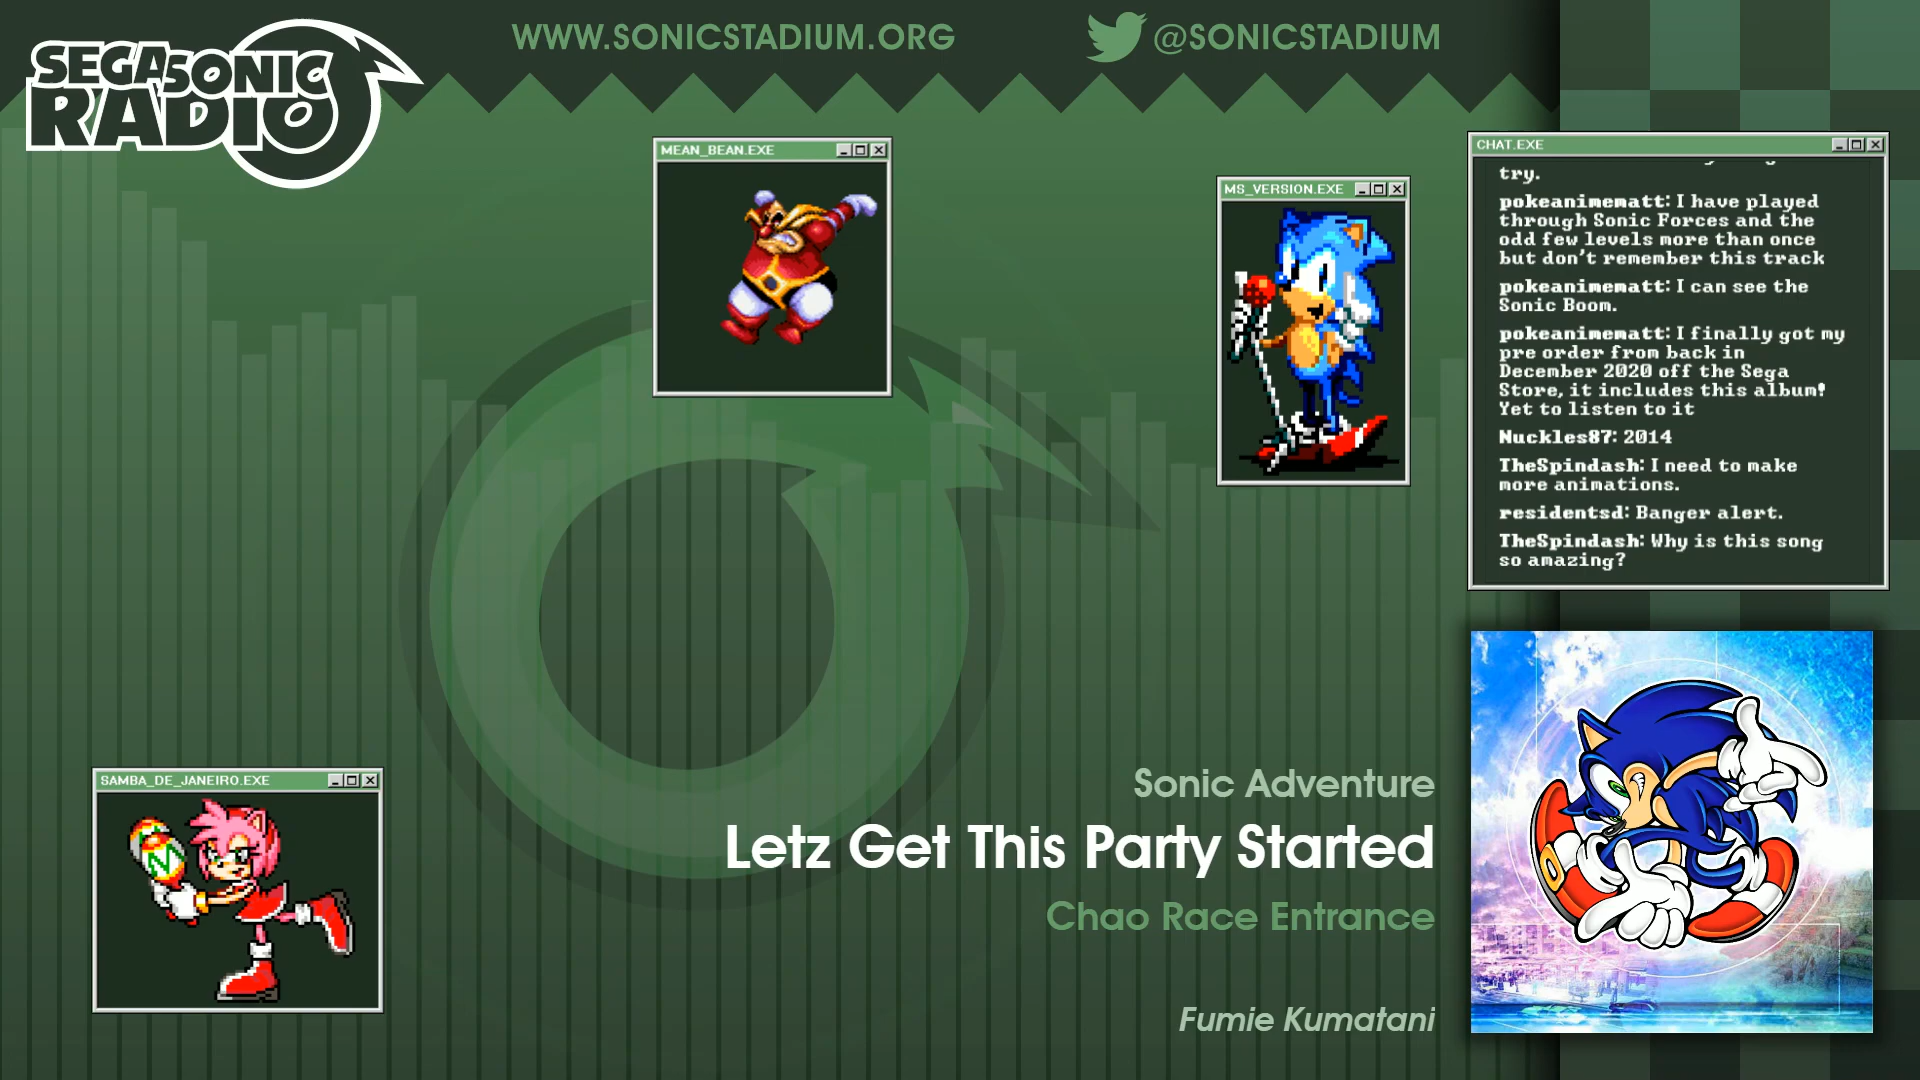 SEGASONIC
RADIO
WWW.SONICSTADIUM.ORG
@SONICSTADIUM
MEAN_BEAN.EXE
MS_VERSION.EXE
CHAT.EXE
try.
pokeanimematt: I have played
through Sonic Forces and the
odd few levels more than once
but don't remember this track
pokeanimematt: I can see the
Sonic Boom.
pokeanimematt: I finally got my
pre order from back in
December 2020 off the Sega
Store, it includes this album!
Yet to listen to it
Nuckles87: 2014
TheSpindash: I need to make
more animations.
residentsd: Banger alert.
TheSpindash: Why is this song
so amazing?
SAMBA_DE_JANEIRO.EXE
M
Sonic Adventure
Letz Get This Party Started
Chao Race Entrance
Fumie Kumatani